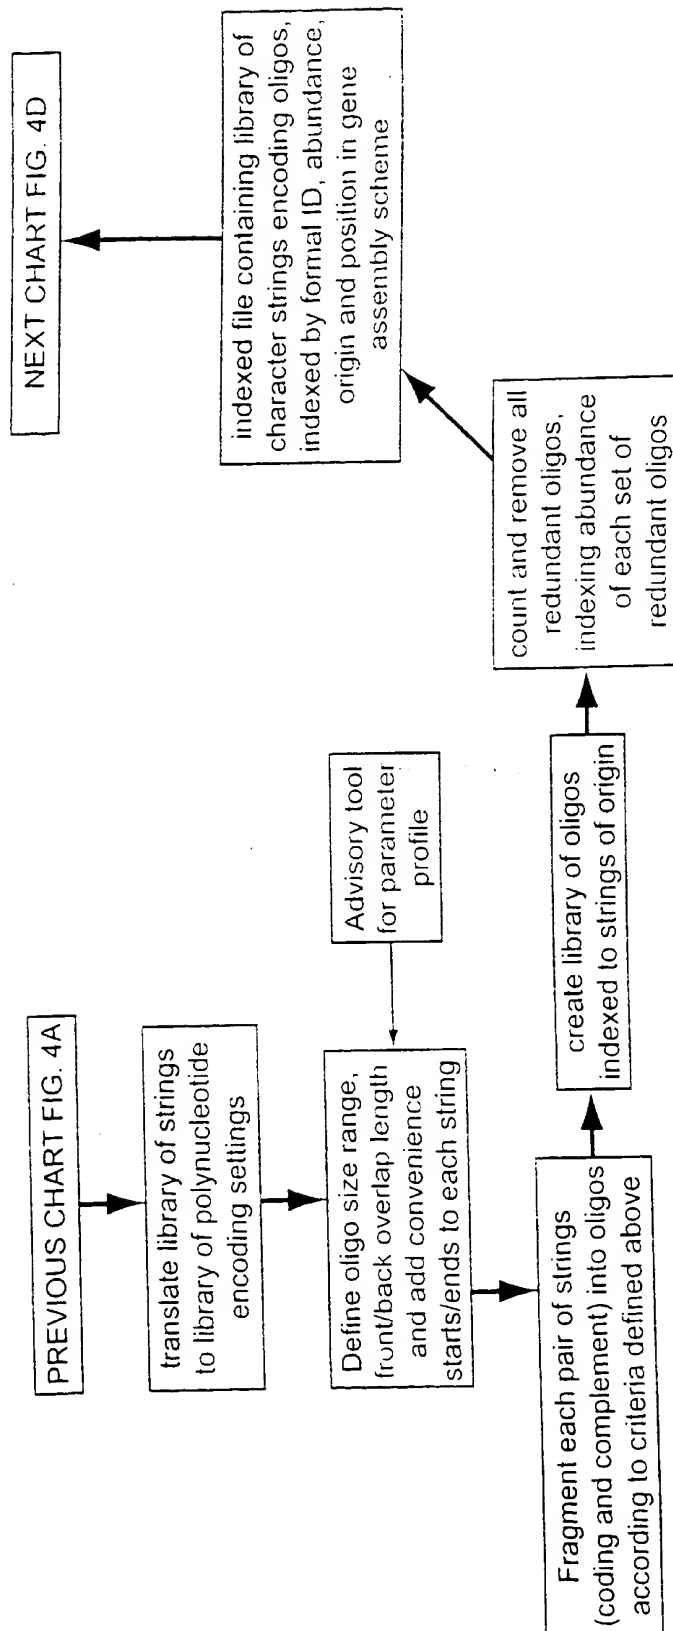 PREVIOUS CHART FIG. 4A
translate library of strings
to library of polynucleotide
encoding settings
Define oligo size range,
front/back overlap length
and add convenience
starts/ends to each string
Advisory tool
for parameter
profile
Fragment each pair of strings
(coding and complement) into oligos
according to criteria defined above
create library of oligos
indexed to strings of origin
count and remove all
redundant oligos,
indexing abundance
of each set of
redundant oligos
indexed file containing library of
character strings encoding oligos,
indexed by formal ID, abundance,
origin and position in gene
assembly scheme
NEXT CHART FIG. 4D